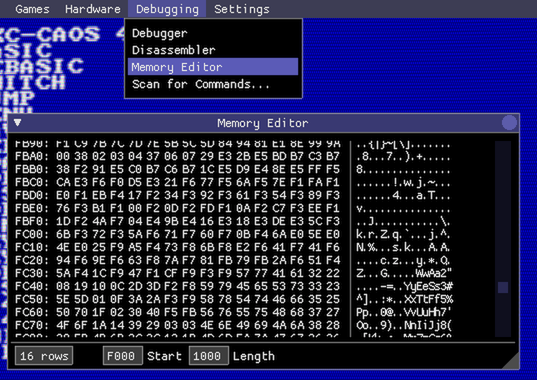 Games Hardware Debugging Settings
Debugger
Disassembler
Memory Editor
Scan for Commands...
Memory Editor
FB90: F1 C9 7B 7C 7D 7E 5B 5C 5D 84 94 81 E1 8E 99 9A ..{|}~[\].......
FBA0: 00 38 02 03 04 37 06 07 29 E3 2B E5 BD B7 C3 B7 .8...7..).+.....
FBB0: 38 F2 91 E5 C0 B7 C6 B7 1C E5 D9 E4 8E E5 FF F5 8...............
FBC0: CA E3 F6 F0 D5 E3 21 F6 77 F5 6A F5 7E F1 FA F1 ......!.w.j.~...
FBD0: E0 F1 EB F4 17 F2 34 F3 92 F3 61 F3 54 F3 89 F3 ......4...a.T...
FBE0: 76 F3 B1 F1 00 F2 0D F2 FD F1 0A F2 C7 F3 EE F1 v...............
FBF0: 1D F2 4A F7 04 E4 9B E4 16 E3 18 E3 DE E3 5C F3 ..J...........\.
FC00: 6B F3 72 F3 5A F6 71 F7 60 F7 0B F4 6A E0 5E E0 k.r.Z.q.`...j.^.
FC10: 4E E0 25 F9 A5 F4 73 F8 6B F8 E2 F6 41 F7 41 F6 N.%...s.k...A.A.
FC20: 94 F6 9E F6 63 F8 7A F7 81 FB 79 FB 2A F6 51 F4 ....c.z...y.*.Q.
FC30: 5A F4 1C F9 47 F1 CF F9 F3 F9 57 77 41 61 32 22 Z...G.....WwAa2"
FC40: 08 19 10 0C 2D 3D F2 F8 59 79 45 65 53 73 33 23 ....-=..YyEeSs3#
FC50: 5E 5D 01 0F 3A 2A F3 F9 58 78 54 74 46 66 35 25 ^]..:*..XxTtFf5%
FC60: 50 70 1F 02 30 40 F5 FB 56 76 55 75 48 68 37 27 Pp..0@..VvUuHh7'
FC70: 4F 6F 1A 14 39 29 03 03 4E 6E 49 69 4A 6A 38 28 Oo..9)..NnIiJj8(
16 rows F000 Start 1000 Length